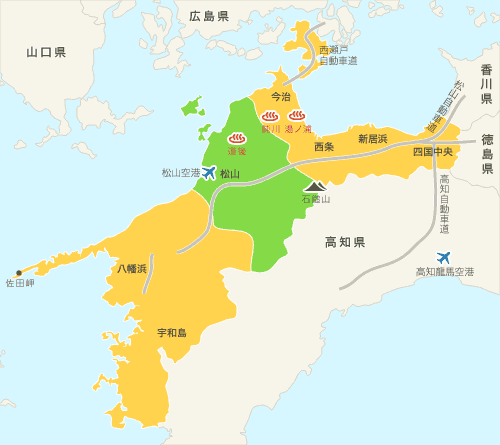 広島県
山口県
西瀬戸
自動車道
今治
香川県
松山自動車道
鈍川
湯ノ浦
道後
新居浜
西条
四国中央
徳島県
松山空港
松山
石鎚山
高知自動車道
高知県
八幡浜
佐田岬
高知龍馬空港
宇和島